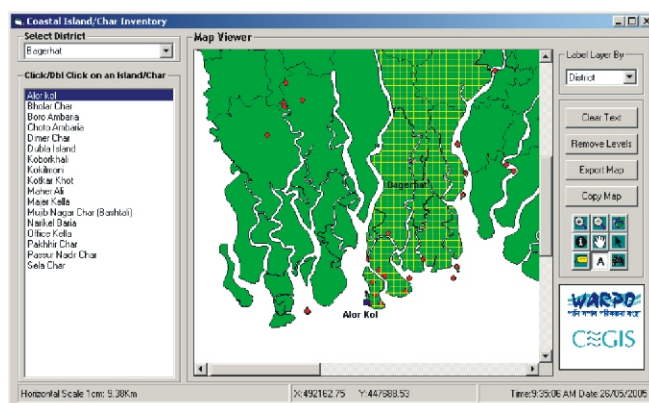 Coastal Island/Char Inventory
Select District
Bagerhat
Click/Dbl Click on an Island/Char
Alor kol
Bholar Char
Boro Ambaria
Choto Ambaria
Dimer Char
Dubla Island
Koborkhali
Kokilmoni
Kotkar Khot
Maher Ali
Majer Kella
Mujib Nagar Char (Bashtali)
Narikel Baria
Office Kella
Pakhhir Char
Passur Nadir Char
Sela Char
Map Viewer
Bagerhat
Alor Kol
Label Layer By
District
Clear Text
Remove Levels
Export Map
Copy Map
A
WARPO
CEGIS
Horizontal Scale 1cm: 9.38Km
X:492162.75 Y:447688.53
Time:9:35:06 AM Date:26/05/2005